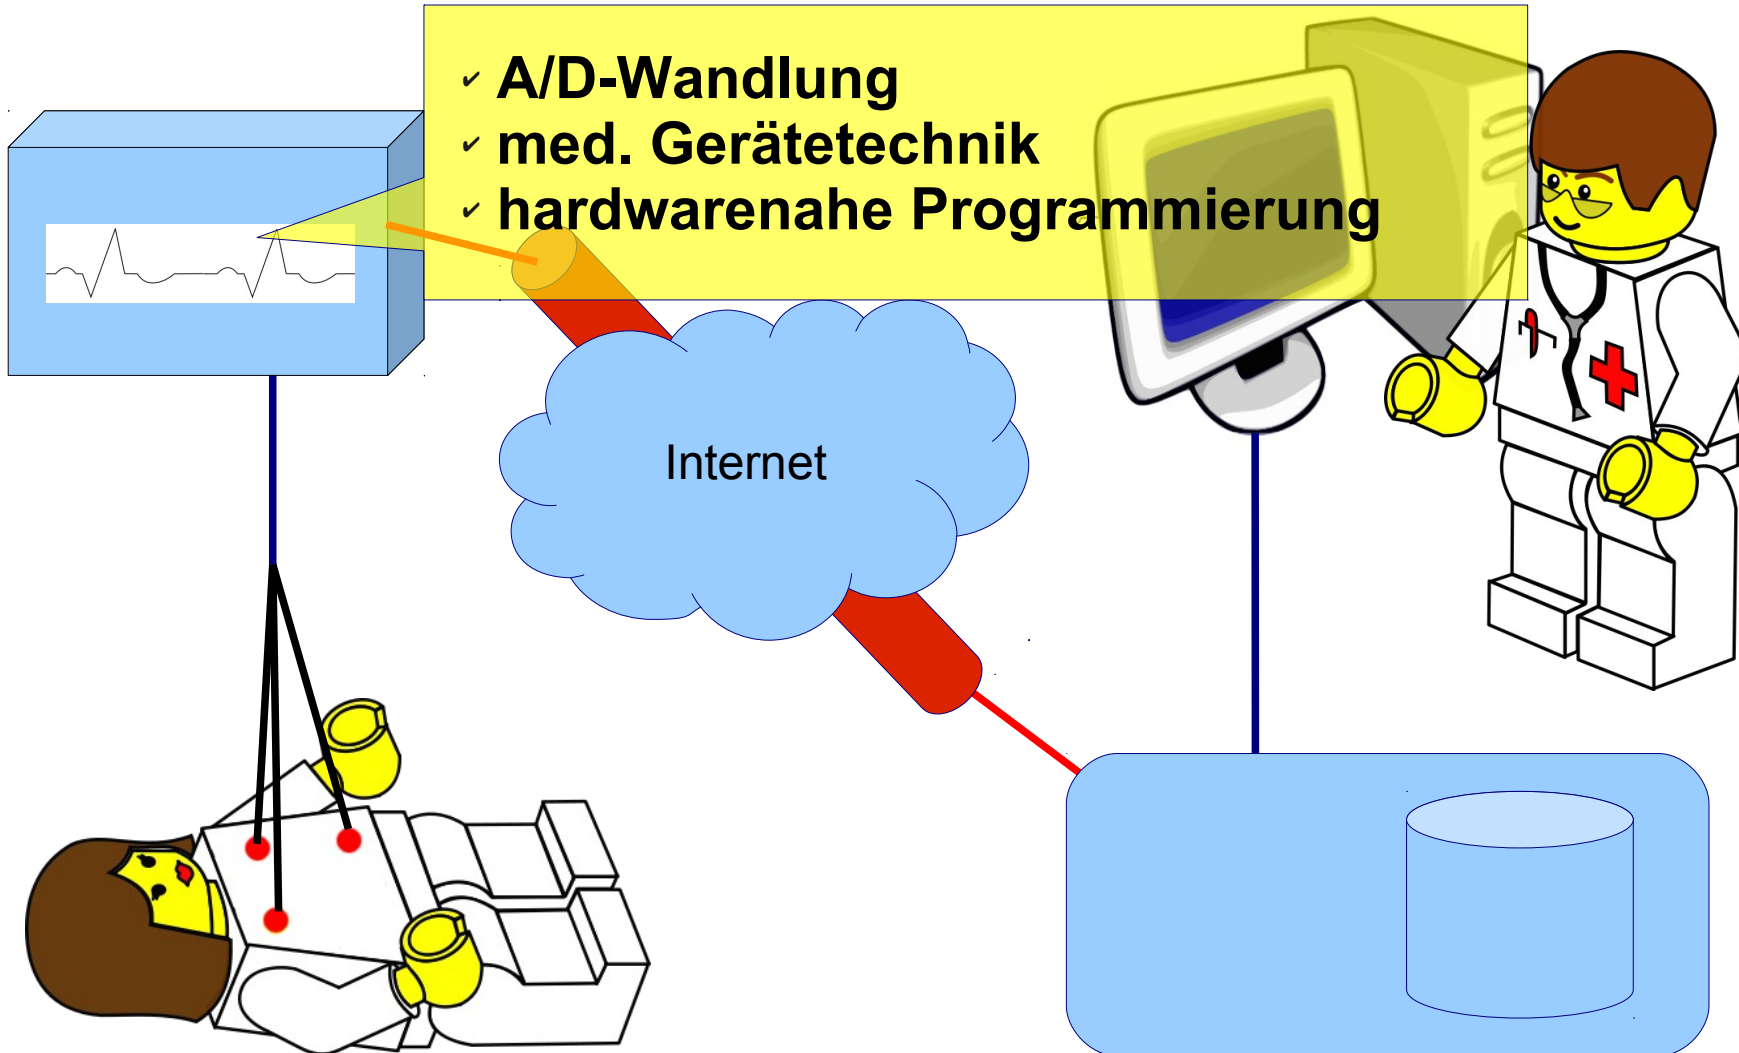 ✔ A/D-Wandlung
✔ med. Gerätetechnik
✔ hardwarenahe Programmierung
Internet